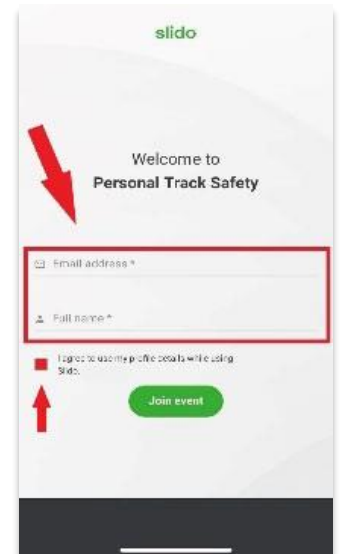 slido
Welcome to
Personal Track Safety
Email address *
Full name *
I agree to use my profile details while using
Slido.
Join event